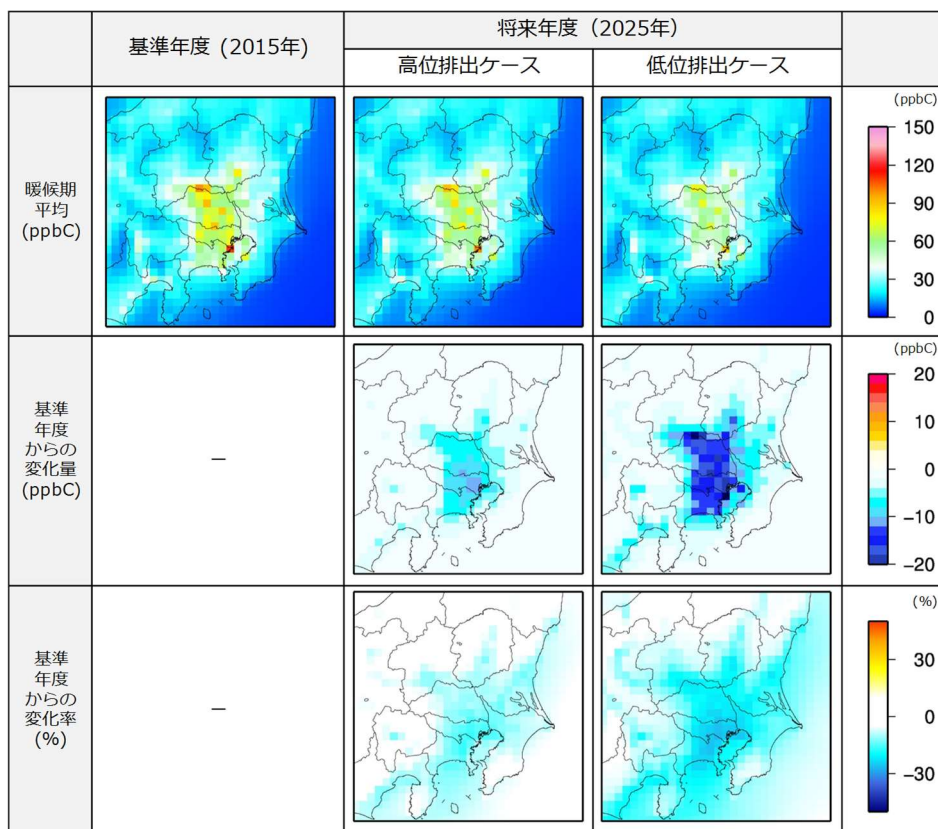 基準年度 (2015年)
将来年度（2025年）
高位排出ケース
低位排出ケース
暖候期
平均
(ppbC)
(ppbC)
150
120
90
60
30
0
基準
年度
からの
変化量
(ppbC)
－
(ppbC)
20
10
0
−10
−20
基準
年度
からの
変化率
(%)
－
(%)
30
0
−30